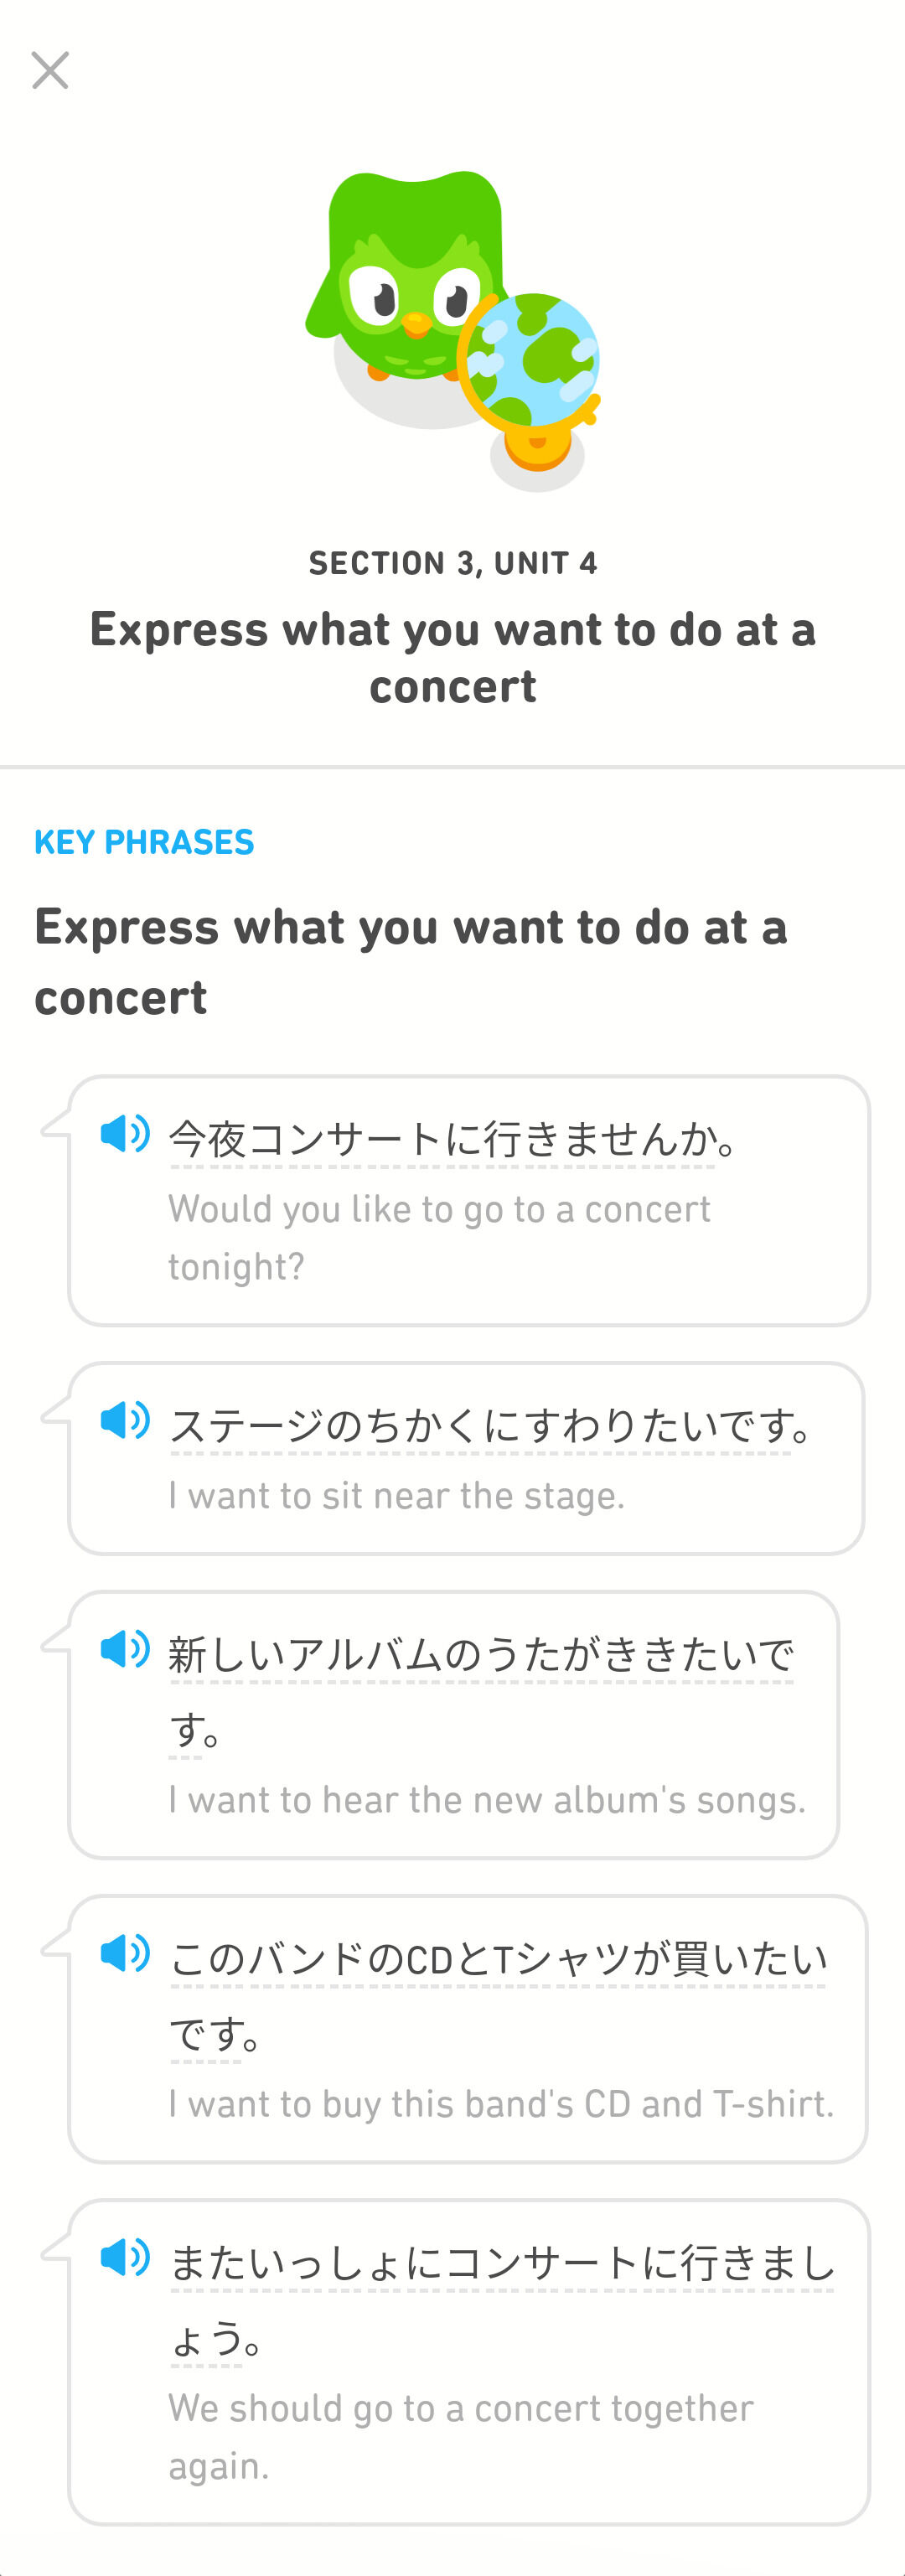 SECTION 3, UNIT 4
Express what you want to do at a
concert
KEY PHRASES
Express what you want to do at a
concert
今夜コンサートに行きませんか。
Would you like to go to a concert
tonight?
ステージのちかくにすわりたいです。
I want to sit near the stage.
新しいアルバムのうたがききたいで
す。
I want to hear the new album's songs.
このバンドのCDとTシャツが買いたい
です。
I want to buy this band's CD and T-shirt.
またいっしょにコンサートに行きまし
ょう。
We should go to a concert together
again.